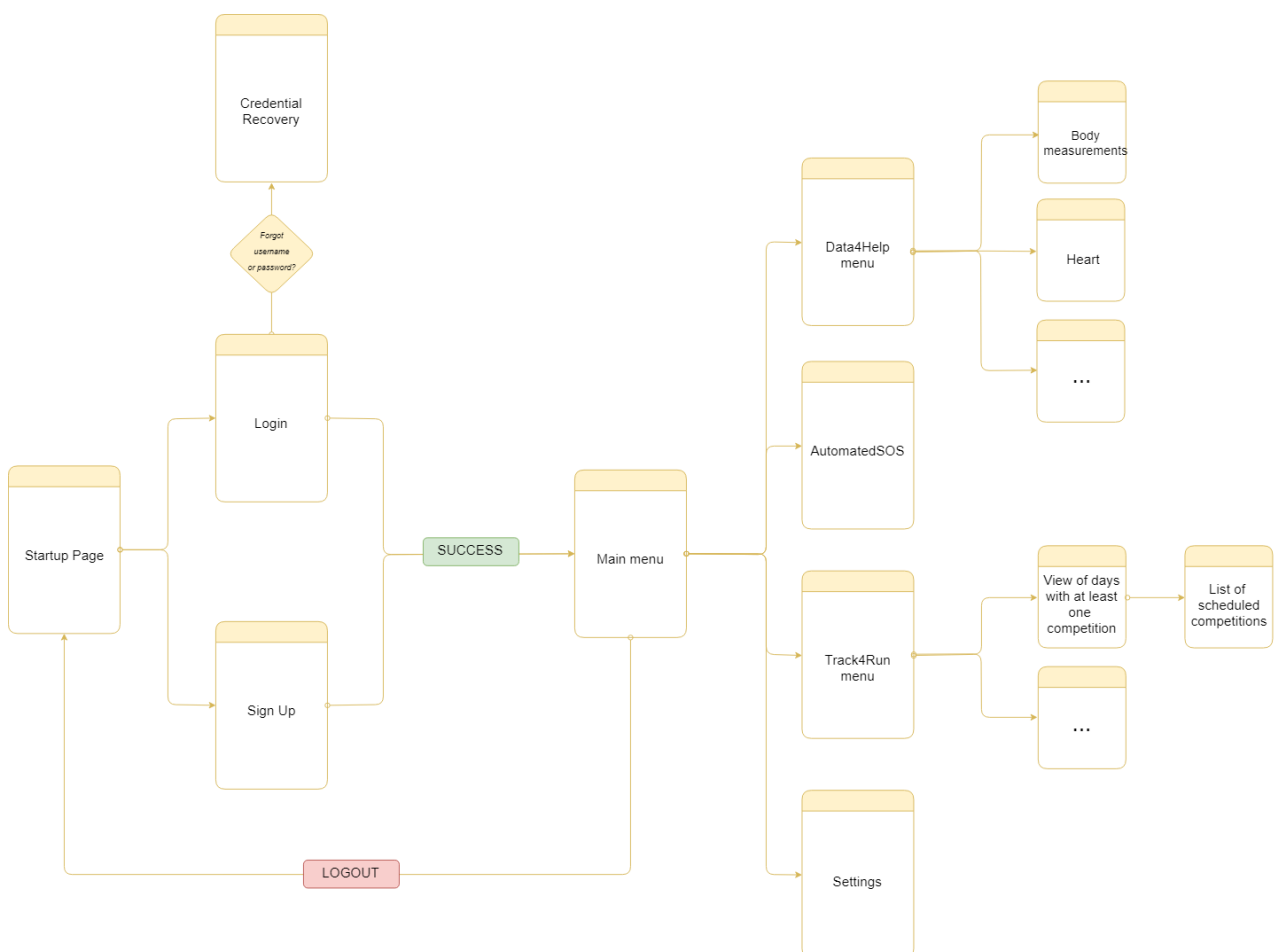 Credential
Recovery
Forgot
username
or password?
Login
Startup Page
Sign Up
SUCCESS
LOGOUT
Main menu
Data4Help
menu
Body
measurements
Heart
...
AutomatedSOS
Track4Run
menu
View of days
with at least
one
competition
List of
scheduled
competitions
...
Settings